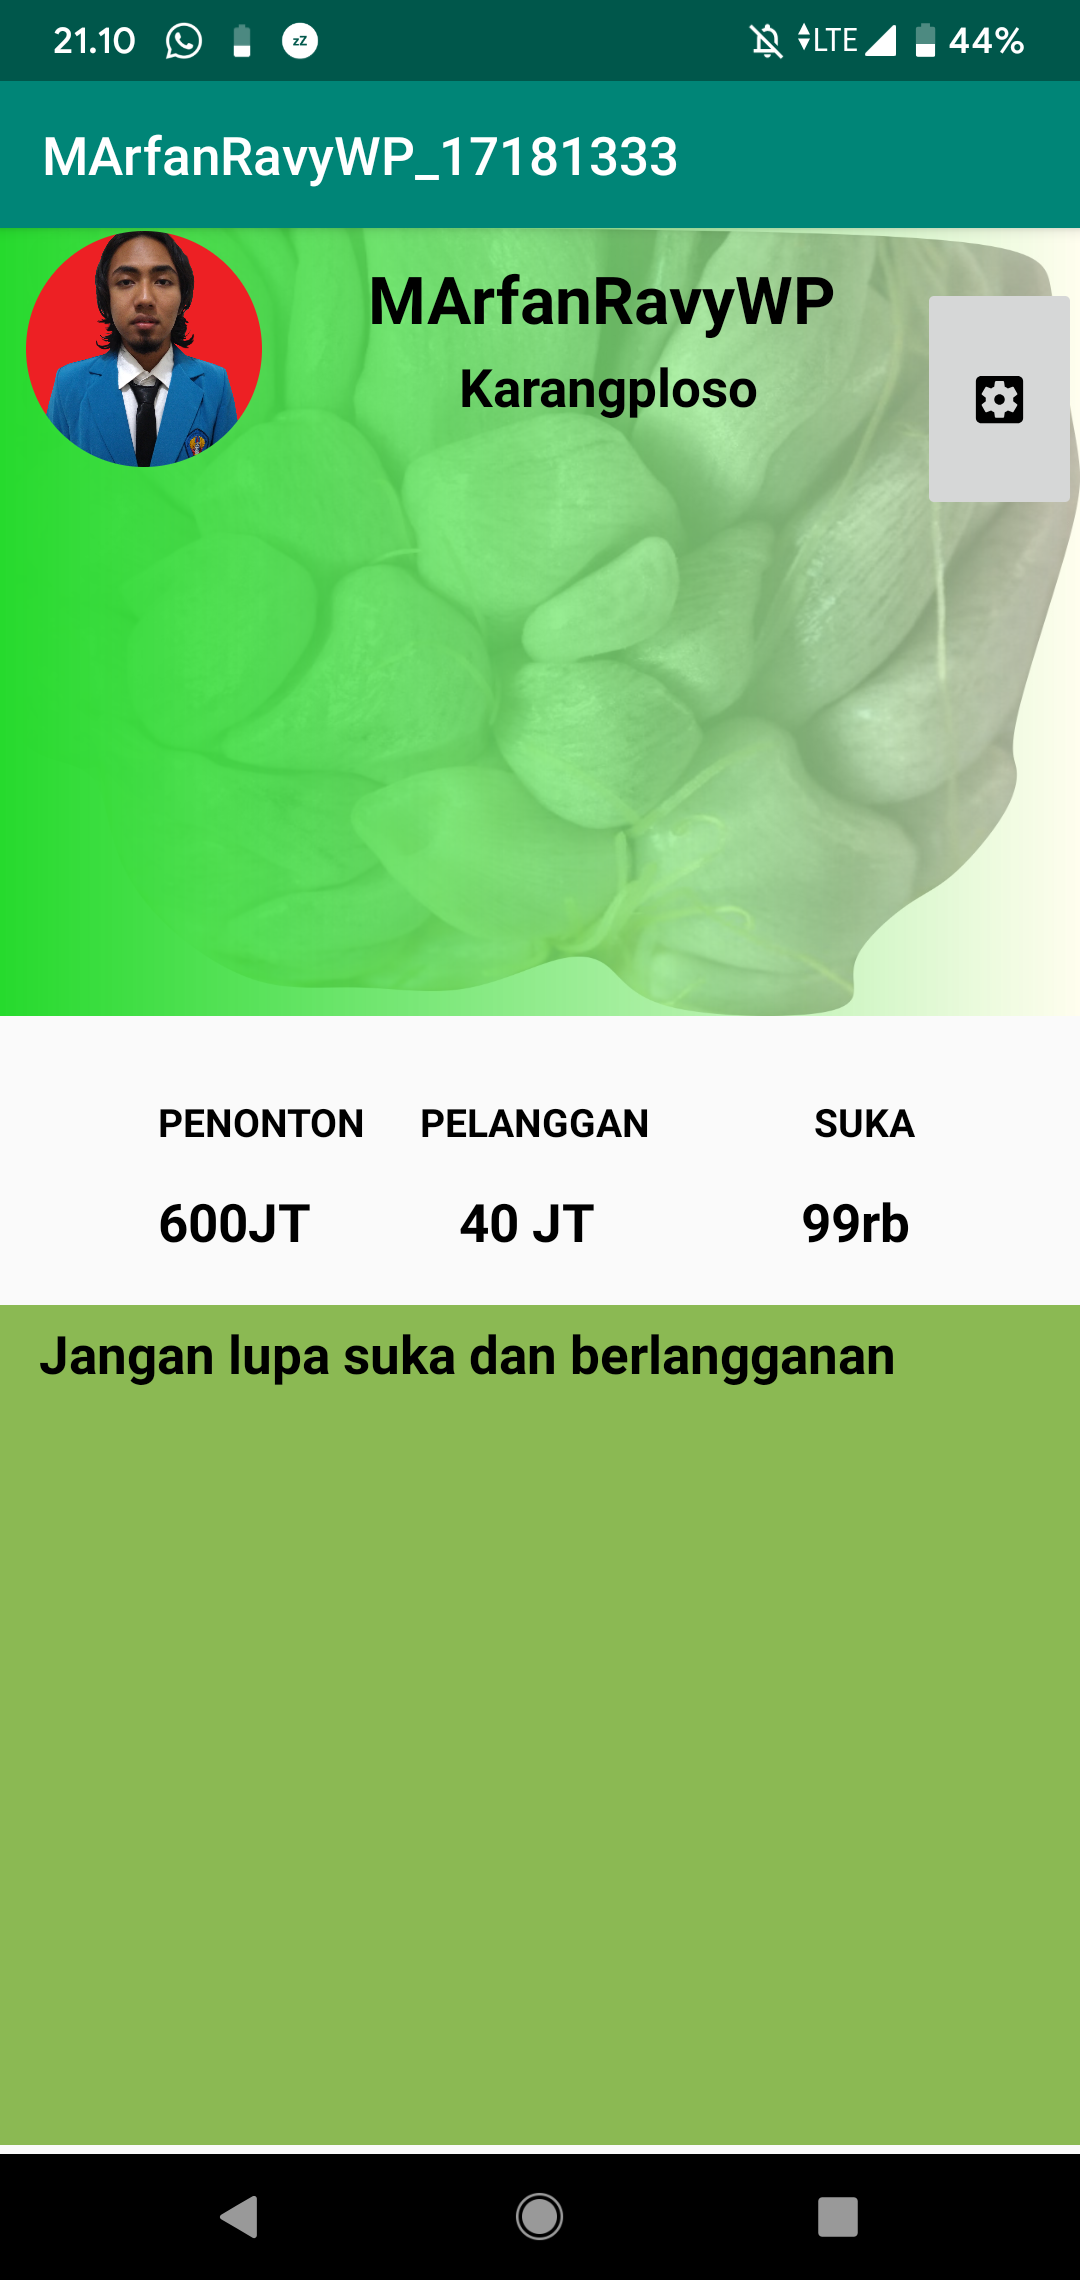 21.10 zZ LTE 44%
MArfanRavyWP_17181333
MArfanRavyWP
Karangploso
PENONTON PELANGGAN SUKA
600JT 40 JT 99rb
Jangan lupa suka dan berlangganan